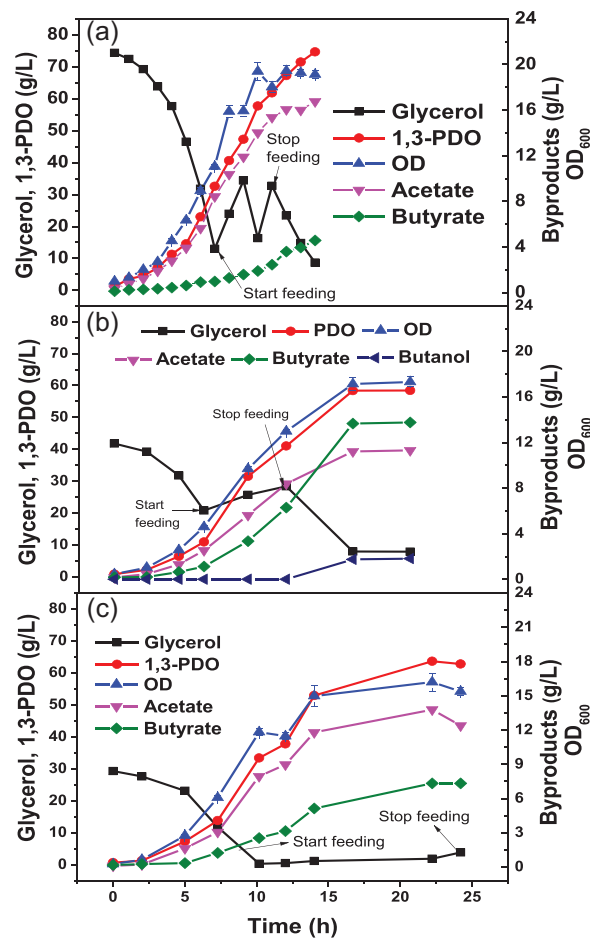 (a)
80
70
60
50
40
30
20
10
0
Glycerol, 1,3-PDO (g/L)
24
20
16
12
8
4
0
Byproducts (g/L)
OD600
Glycerol
1,3-PDO
OD
Acetate
Butyrate
Stop
feeding
Start feeding
(b)
80
70
60
50
40
30
20
10
0
Glycerol, 1,3-PDO (g/L)
24
18
12
6
0
Byproducts (g/L)
OD600
Glycerol
PDO
OD
Acetate
Butyrate
Butanol
Start
feeding
Stop feeding
(c)
80
70
60
50
40
30
20
10
0
Glycerol, 1,3-PDO (g/L)
24
21
18
15
12
9
6
3
0
Byproducts (g/L)
OD600
Glycerol
1,3-PDO
OD
Acetate
Butyrate
Start feeding
Stop feeding
0 5 10 15 20 25
Time (h)